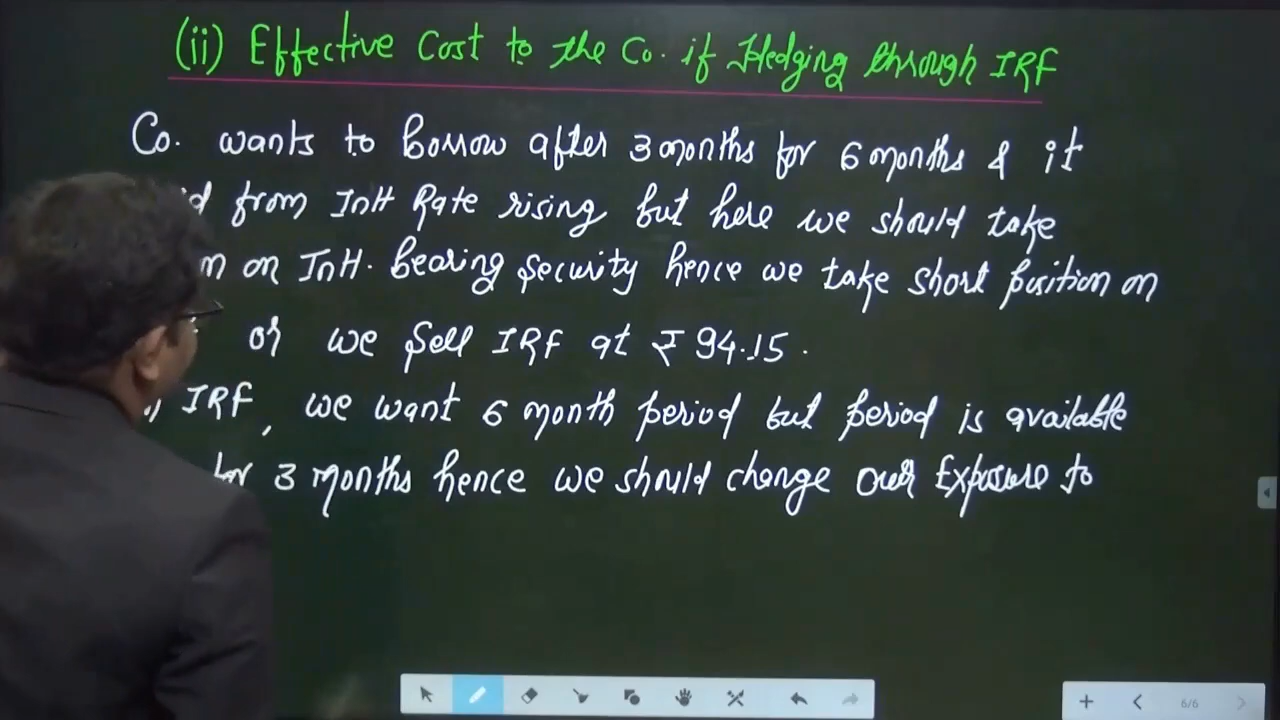 (ii) Effective Cost to the Co. if Hedging through IRF
Co. wants to borrow after 3 months for 6 months & it
from Intt Rate rising but here we should take
on Intt. bearing security hence we take short position on
or we sell IRF at ₹ 94.15.
IRF, we want 6 month period but period is available
for 3 months hence we should change our Exposure to
6/6